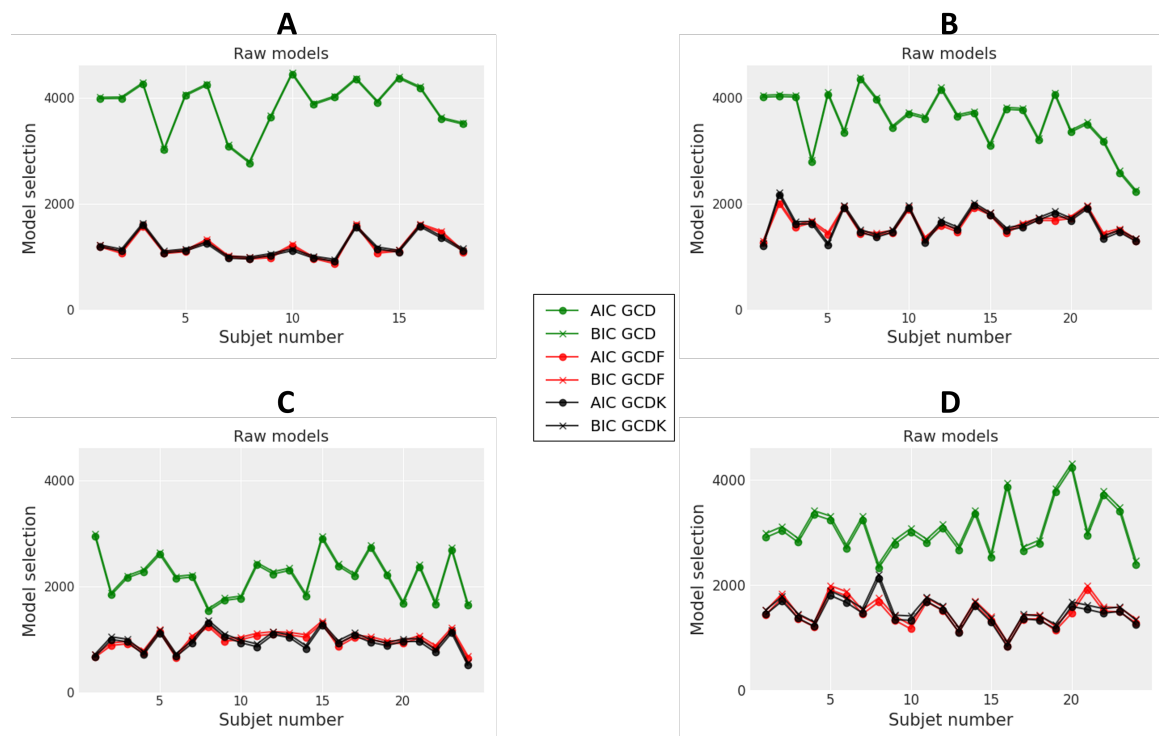 A
Raw models
Model selection
4000
2000
0
5
10
15
Subjet number
B
Raw models
Model selection
4000
2000
0
5
10
15
20
Subjet number
AIC GCD
BIC GCD
AIC GCDF
BIC GCDF
AIC GCDK
BIC GCDK
C
Raw models
Model selection
4000
2000
0
5
10
15
20
Subjet number
D
Raw models
Model selection
4000
2000
0
5
10
15
20
Subjet number